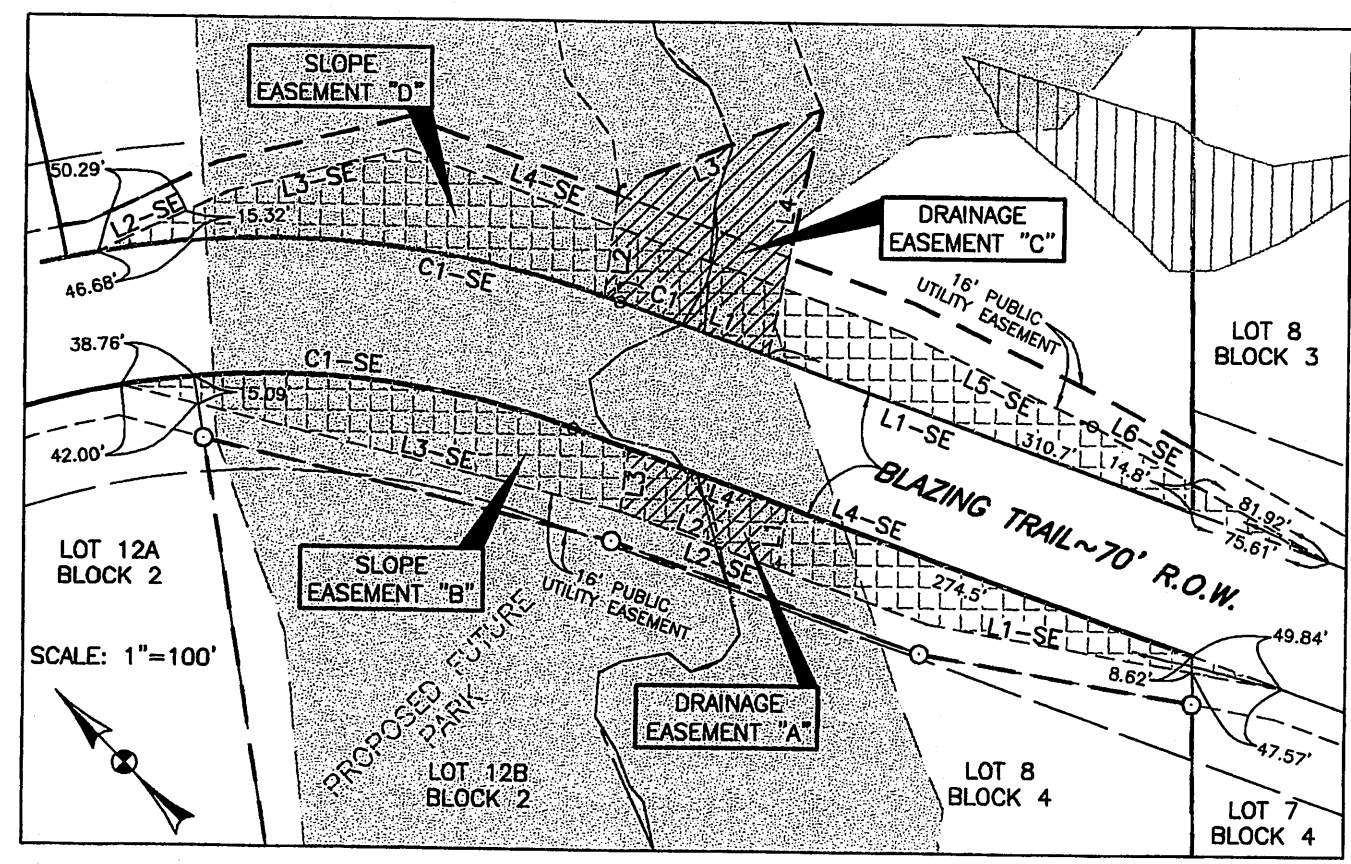 SLOPE
EASEMENT "D"
50.29'
L2-SE
L3-SE
15.32'
L4-SE
46.68'
C1-SE
L2
C1
L1
L3
L4
DRAINAGE
EASEMENT "C"
16' PUBLIC
UTILITY EASEMENT
LOT 8
BLOCK 3
38.76'
C1-SE
15.09
42.00'
L3-SE
L5-SE
L6-SE
L1-SE
310.7'
14.8'
81.92'
75.61'
BLAZING TRAIL~70' R.O.W.
L3
L4
L2
L1
L4-SE
L2-SE
274.5'
L1-SE
49.84'
8.62'
47.57'
LOT 12A
BLOCK 2
SLOPE
EASEMENT "B"
16' PUBLIC
UTILITY EASEMENT
SCALE: 1"=100'
PROPOSED FUTURE
PARK
DRAINAGE
EASEMENT "A"
LOT 12B
BLOCK 2
LOT 8
BLOCK 4
LOT 7
BLOCK 4